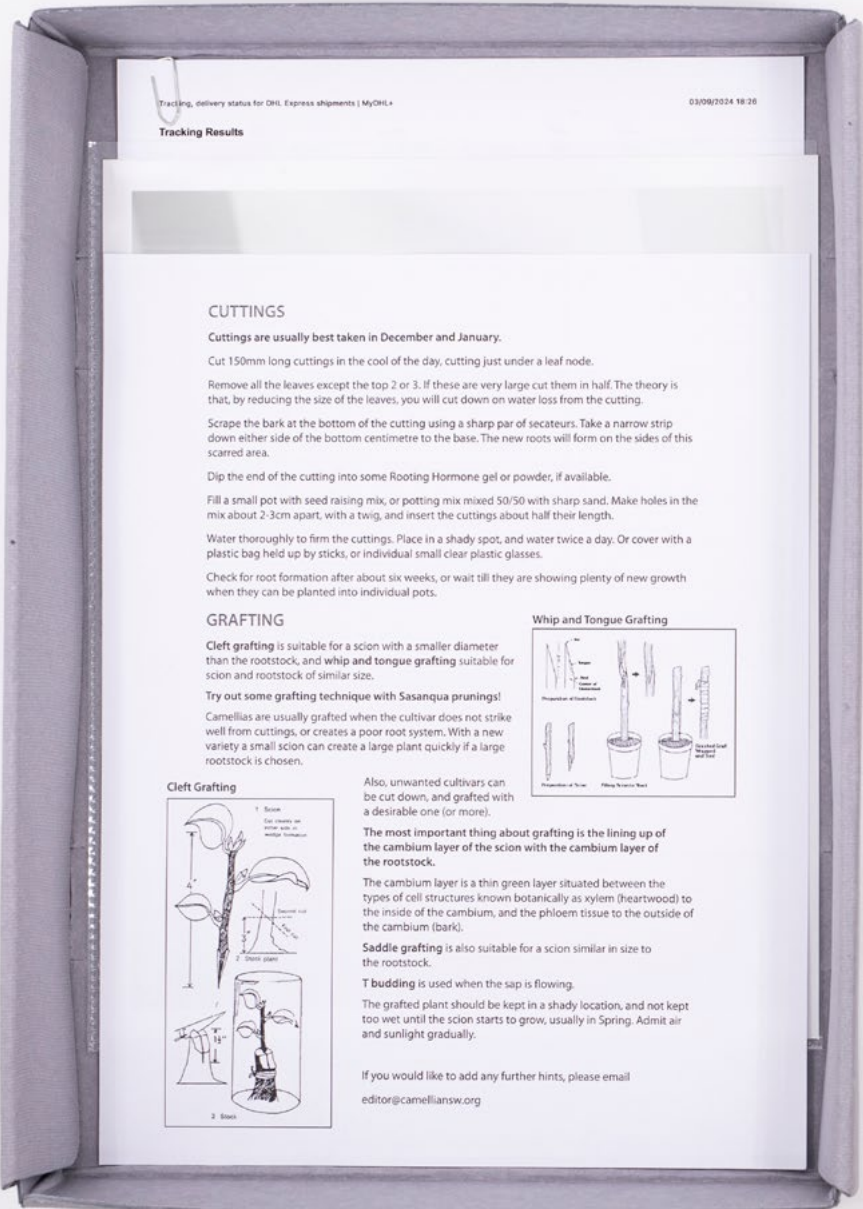 Tracking, delivery status for DHL Express shipments | MyDHL+
03/09/2024 18:26
Tracking Results
CUTTINGS
Cuttings are usually best taken in December and January.
Cut 150mm long cuttings in the cool of the day, cutting just under a leaf node.
Remove all the leaves except the top 2 or 3. If these are very large cut them in half. The theory is
that, by reducing the size of the leaves, you will cut down on water loss from the cutting.
Scrape the bark at the bottom of the cutting using a sharp par of secateurs. Take a narrow strip
down either side of the bottom centimetre to the base. The new roots will form on the sides of this
scarred area.
Dip the end of the cutting into some Rooting Hormone gel or powder, if available.
Fill a small pot with seed raising mix, or potting mix mixed 50/50 with sharp sand. Make holes in the
mix about 2-3cm apart, with a twig, and insert the cuttings about half their length.
Water thoroughly to firm the cuttings. Place in a shady spot, and water twice a day. Or cover with a
plastic bag held up by sticks, or individual small clear plastic glasses.
Check for root formation after about six weeks, or wait till they are showing plenty of new growth
when they can be planted into individual pots.
GRAFTING
Cleft grafting is suitable for a scion with a smaller diameter
than the rootstock, and whip and tongue grafting suitable for
scion and rootstock of similar size.
Try out some grafting technique with Sasanqua prunings!
Camellias are usually grafted when the cultivar does not strike
well from cuttings, or creates a poor root system. With a new
variety a small scion can create a large plant quickly if a large
rootstock is chosen.
Whip and Tongue Grafting
Tongue
Preparation of Rootstock
Preparation of Scion
Cleft Grafting
1 Scion
4"
Second cut
2 Stock plant
1½"
3 Stock
Also, unwanted cultivars can
be cut down, and grafted with
a desirable one (or more).
The most important thing about grafting is the lining up of
the cambium layer of the scion with the cambium layer of
the rootstock.
The cambium layer is a thin green layer situated between the
types of cell structures known botanically as xylem (heartwood) to
the inside of the cambium, and the phloem tissue to the outside of
the cambium (bark).
Saddle grafting is also suitable for a scion similar in size to
the rootstock.
T budding is used when the sap is flowing.
The grafted plant should be kept in a shady location, and not kept
too wet until the scion starts to grow, usually in Spring. Admit air
and sunlight gradually.
If you would like to add any further hints, please email
editor@camelliansw.org